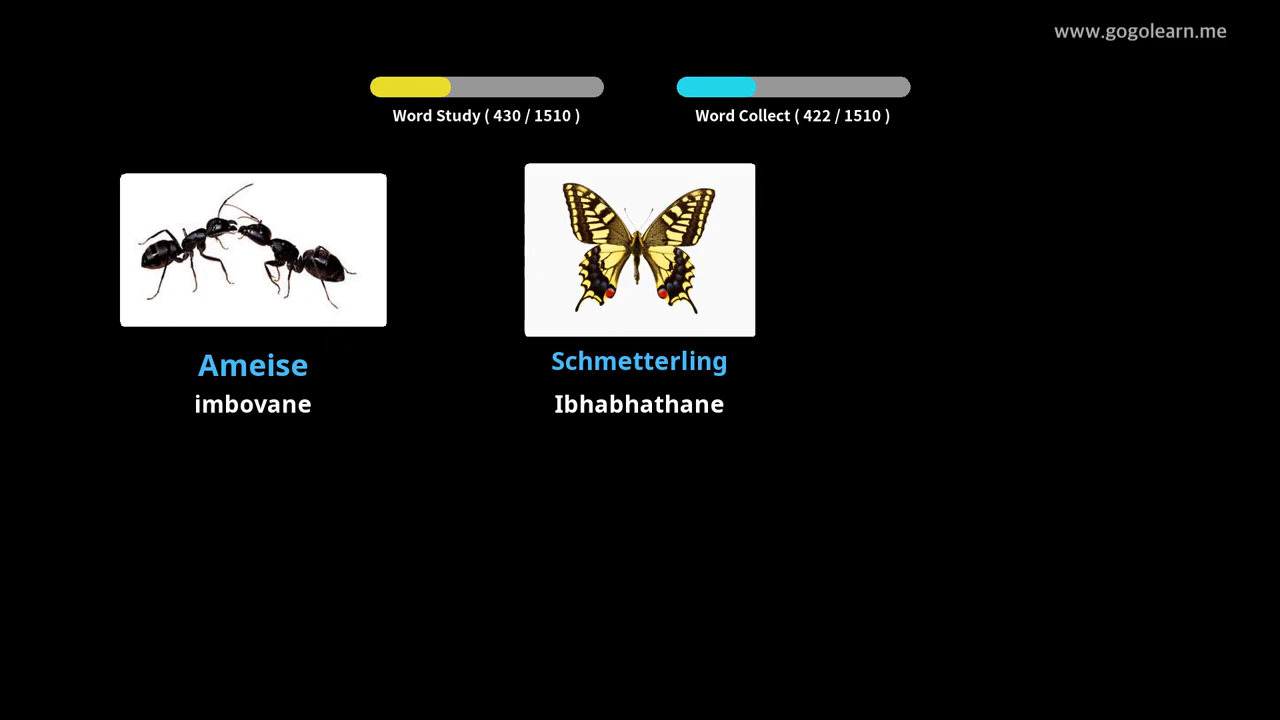 www.gogolearn.me
Word Study ( 430 / 1510 )
Word Collect ( 422 / 1510 )
Ameise
imbovane
Schmetterling
Ibhabhathane